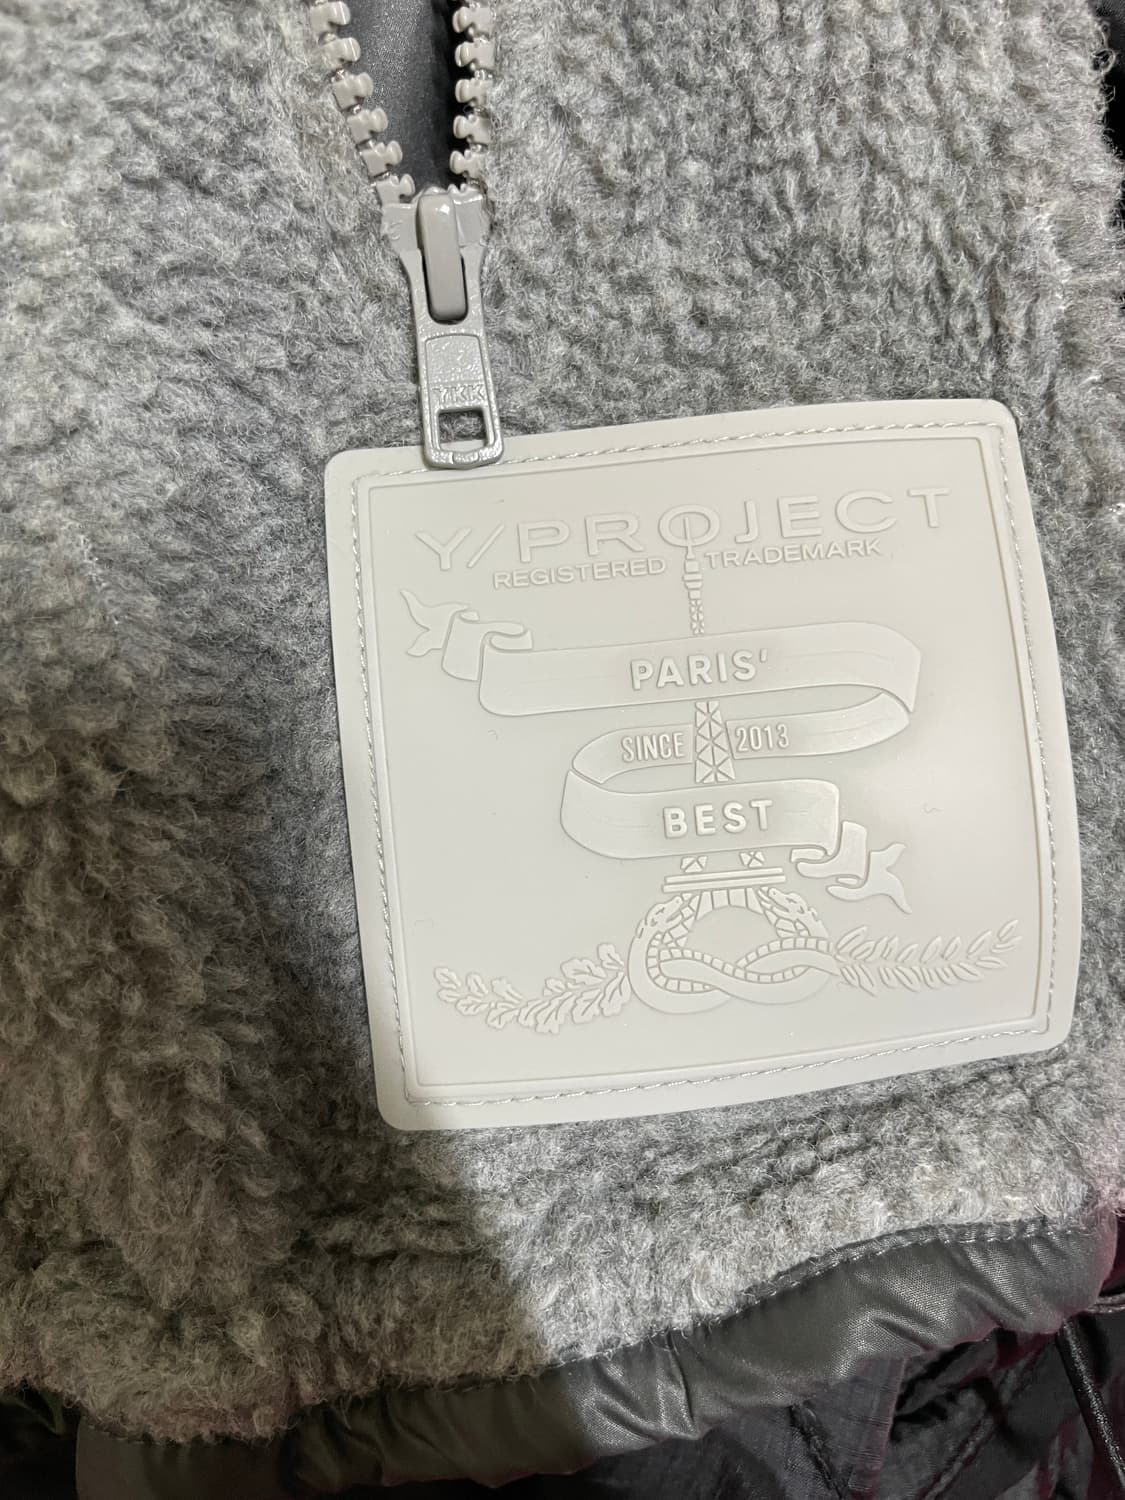 YKK
Y/PROJECT
REGISTERED TRADEMARK
PARIS'
SINCE 2013
BEST